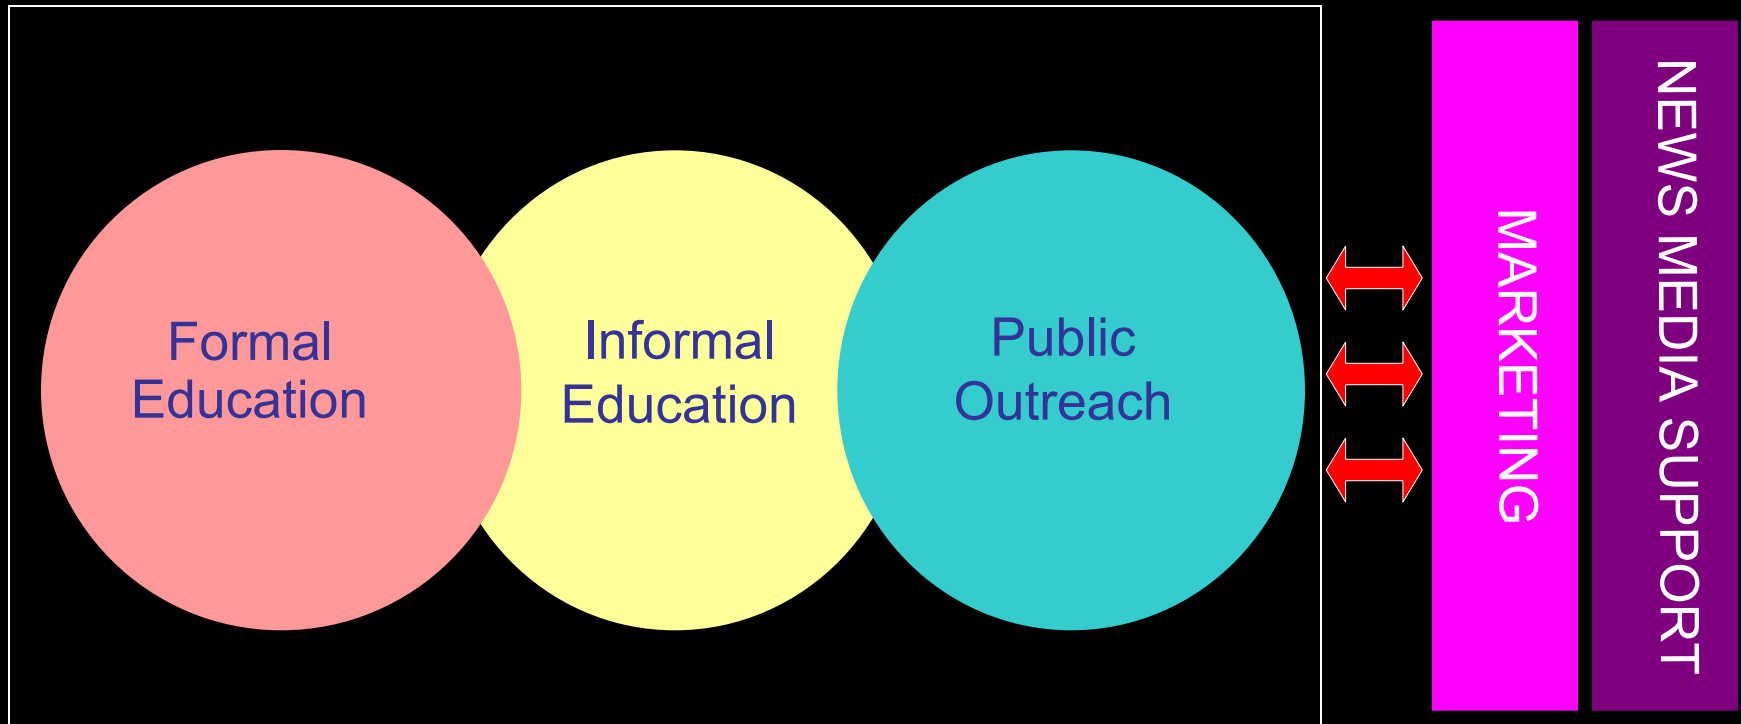 Formal
Education
Informal
Education
Public
Outreach
MARKETING
NEWS MEDIA SUPPORT